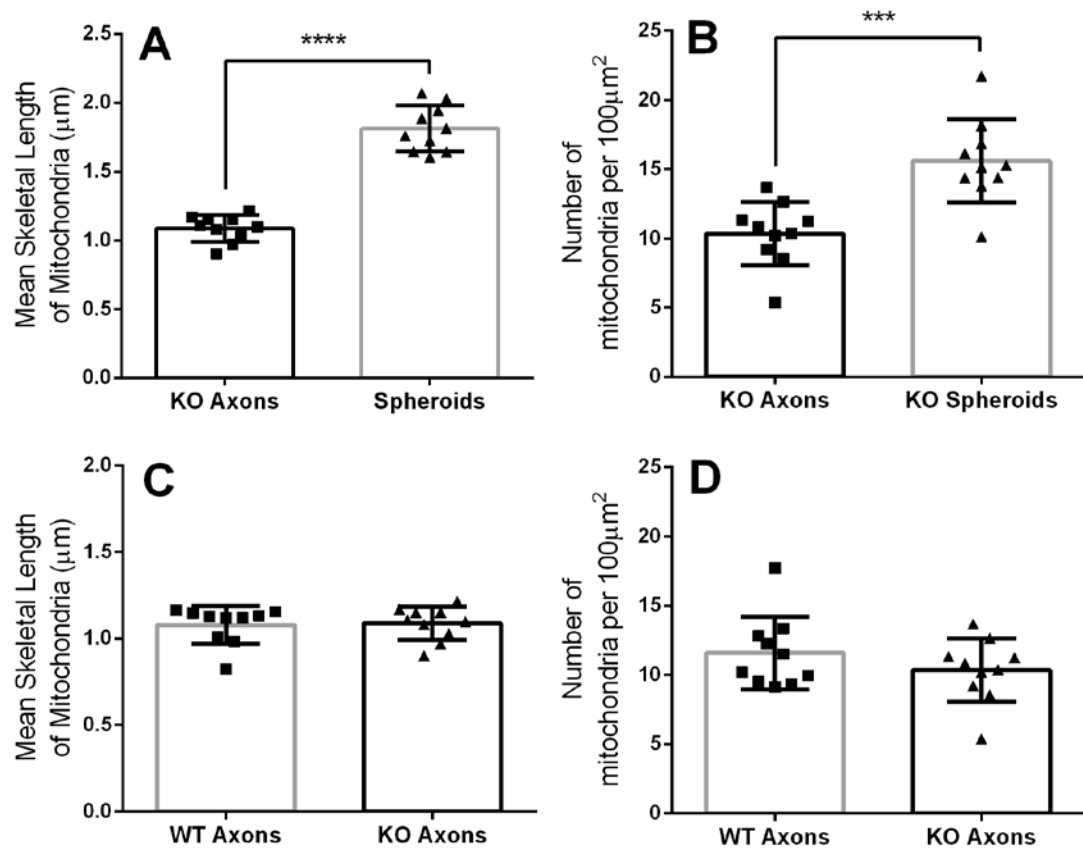 A
****
Mean Skeletal Length
of Mitochondria (μm)
2.5
2.0
1.5
1.0
0.5
0.0
KO Axons Spheroids
B
***
Number of
mitochondria per 100μm²
25
20
15
10
5
0
KO Axons KO Spheroids
C
Mean Skeletal Length
of Mitochondria (μm)
2.0
1.5
1.0
0.5
0.0
WT Axons KO Axons
D
Number of
mitochondria per 100μm²
25
20
15
10
5
0
WT Axons KO Axons